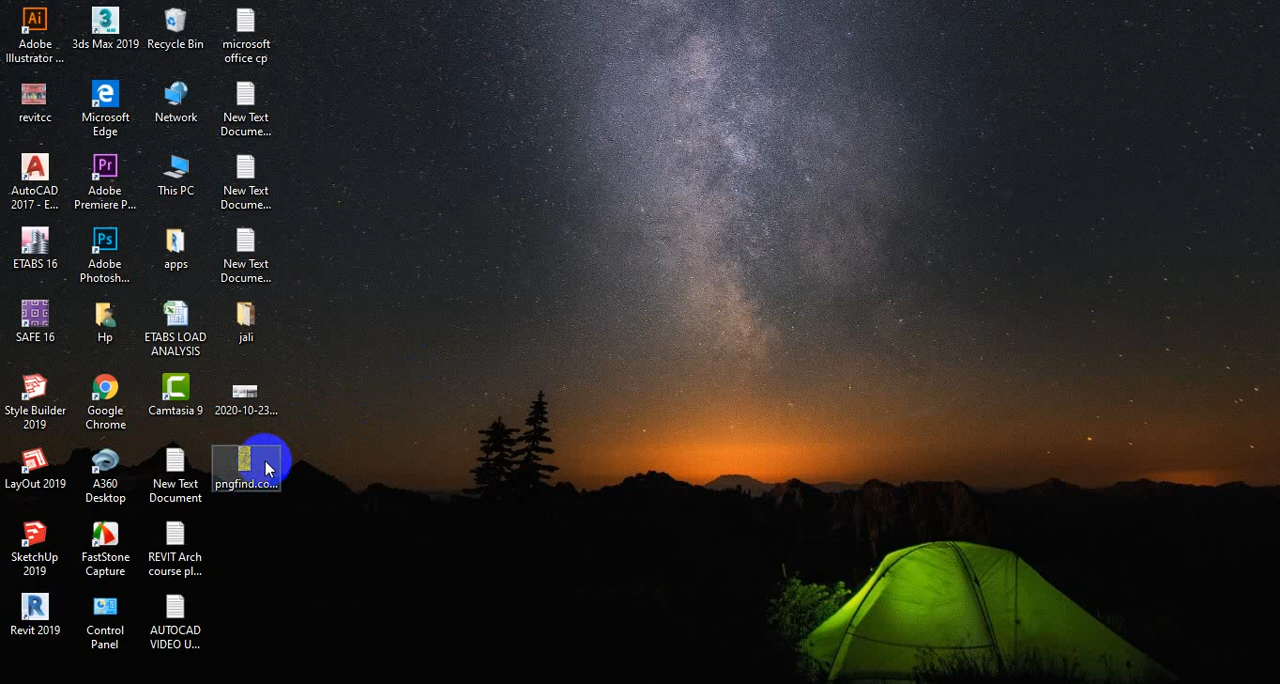 Adobe
Illustrator ...
3ds Max 2019
Recycle Bin
microsoft
office cp
revitcc
Microsoft
Edge
Network
New Text
Docume...
AutoCAD
2017 - E...
Adobe
Premiere P...
This PC
New Text
Docume...
ETABS 16
Adobe
Photosh...
apps
New Text
Docume...
SAFE 16
Hp
ETABS LOAD
ANALYSIS
jali
Style Builder
2019
Google
Chrome
Camtasia 9
2020-10-23...
LayOut 2019
A360
Desktop
New Text
Document
pngfind.co...
SketchUp
2019
FastStone
Capture
REVIT Arch
course pl...
Revit 2019
Control
Panel
AUTOCAD
VIDEO U...